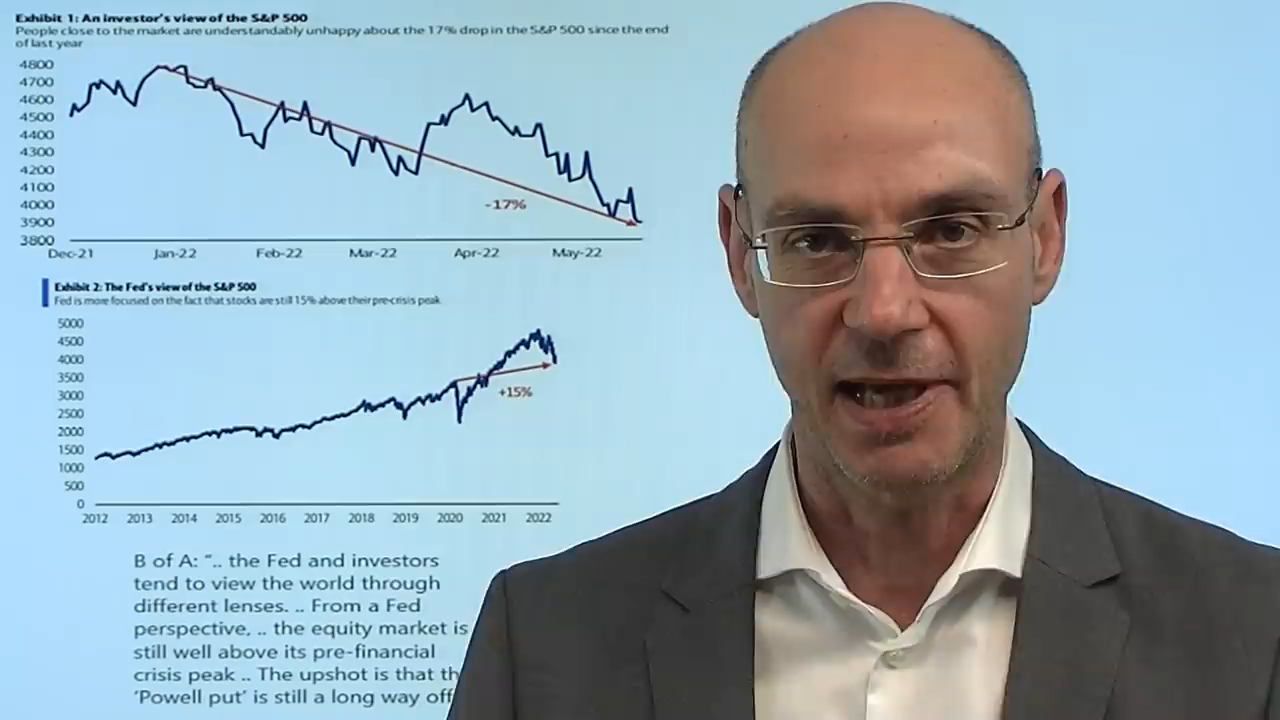 Exhibit 1: An investor's view of the S&P 500
People close to the market are understandably unhappy about the 17% drop in the S&P 500 since the end
of last year
4800
4700
4600
4500
4400
4300
4200
4100
4000
3900
3800
-17%
Dec-21 Jan-22 Feb-22 Mar-22 Apr-22 May-22
Exhibit 2: The Fed's view of the S&P 500
Fed is more focused on the fact that stocks are still 15% above their pre-crisis peak
5000
4500
4000
3500
3000
2500
2000
1500
1000
500
0
+15%
2012 2013 2014 2015 2016 2017 2018 2019 2020 2021 2022
B of A: ".. the Fed and investors
tend to view the world through
different lenses. .. From a Fed
perspective, .. the equity market is
still well above its pre-financial
crisis peak .. The upshot is that th
'Powell put' is still a long way off